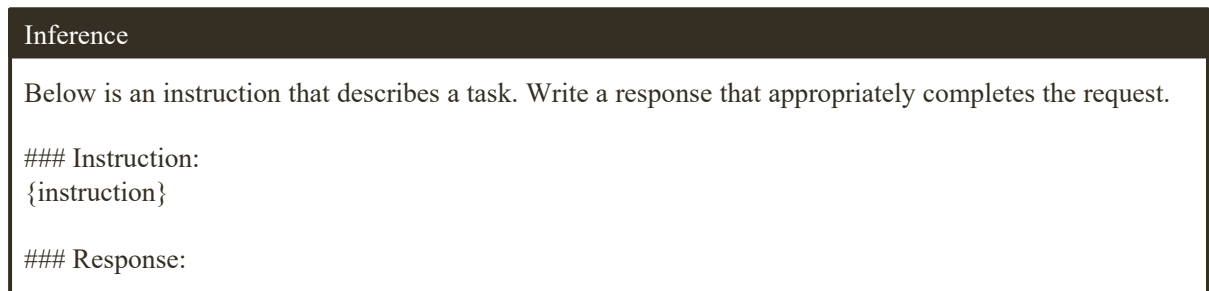 Inference
Below is an instruction that describes a task. Write a response that appropriately completes the request.
### Instruction:
{instruction}
### Response: